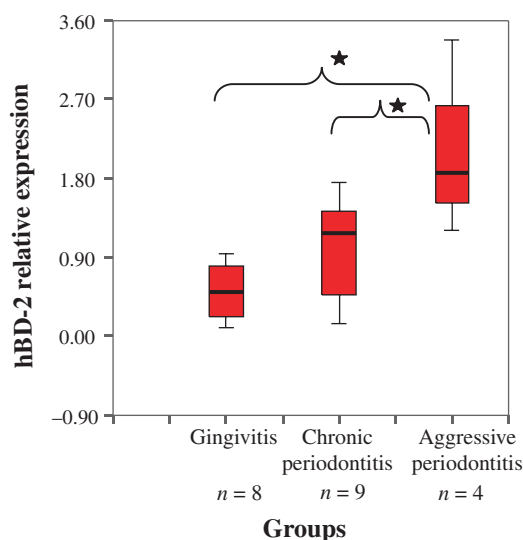 3.60
2.70
1.80
0.90
0.00
–0.90
hBD-2 relative expression
★
★
Gingivitis Chronic Aggressive
periodontitis periodontitis
n = 8 n = 9 n = 4
Groups